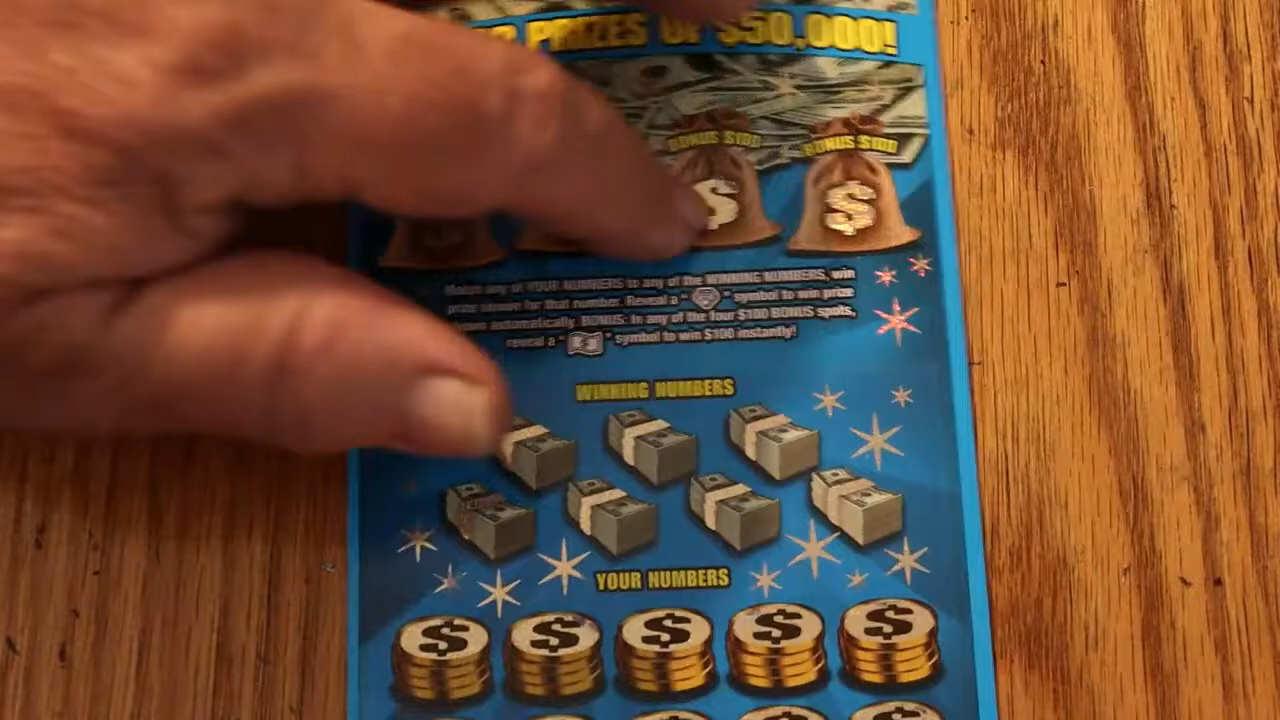 PRIZES OF $50,000!
BONUS $100 BONUS $100
Match any of YOUR NUMBERS to any of the WINNING NUMBERS, win
prize shown for that number. Reveal a " " symbol to win prize
shown automatically. BONUS: In any of the four $100 BONUS spots,
reveal a " " symbol to win $100 instantly!
WINNING NUMBERS
YOUR NUMBERS
$ $
$ $ $ $ $